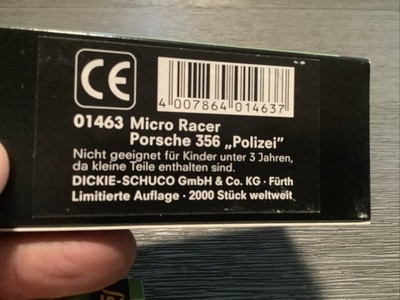 CE
4 007864 014637
01463 Micro Racer
Porsche 356 „Polizei"
Nicht geeignet für Kinder unter 3 Jahren,
da kleine Teile enthalten sind.
DICKIE-SCHUCO GmbH & Co. KG · Fürth
Limitierte Auflage · 2000 Stück weltweit